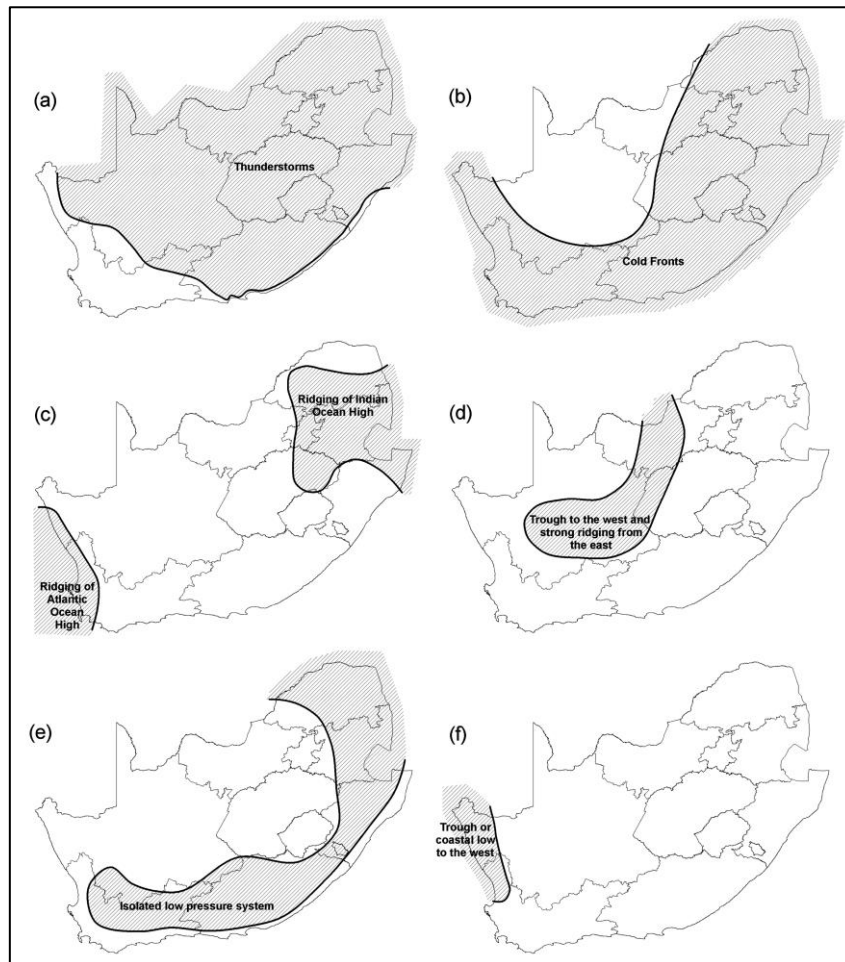 (a)
Thunderstorms
(b)
Cold Fronts
(c)
Ridging of Indian
Ocean High
Ridging of
Atlantic
Ocean
High
(d)
Trough to the west and
strong ridging from
the east
(e)
Isolated low pressure system
(f)
Trough or
coastal low
to the west